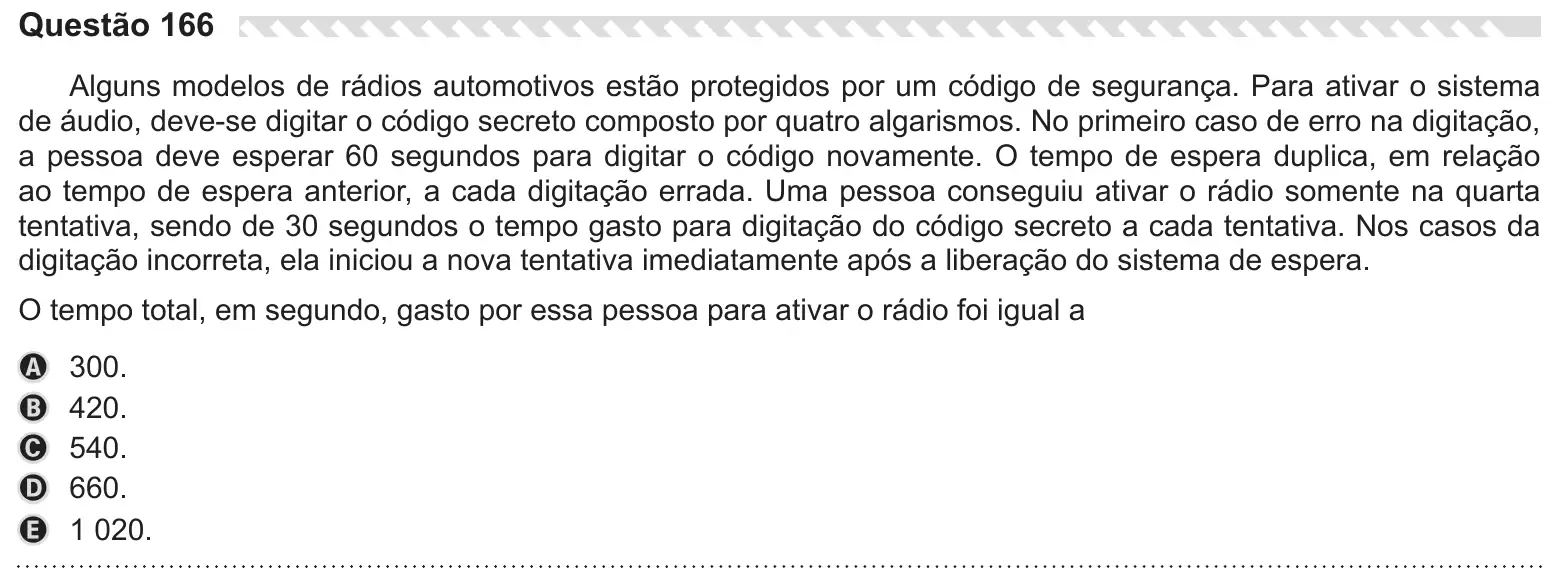 Questão 166
Alguns modelos de rádios automotivos estão protegidos por um código de segurança. Para ativar o sistema
de áudio, deve-se digitar o código secreto composto por quatro algarismos. No primeiro caso de erro na digitação,
a pessoa deve esperar 60 segundos para digitar o código novamente. O tempo de espera duplica, em relação
ao tempo de espera anterior, a cada digitação errada. Uma pessoa conseguiu ativar o rádio somente na quarta
tentativa, sendo de 30 segundos o tempo gasto para digitação do código secreto a cada tentativa. Nos casos da
digitação incorreta, ela iniciou a nova tentativa imediatamente após a liberação do sistema de espera.
O tempo total, em segundo, gasto por essa pessoa para ativar o rádio foi igual a
A 300.
B 420.
C 540.
D 660.
E 1 020.